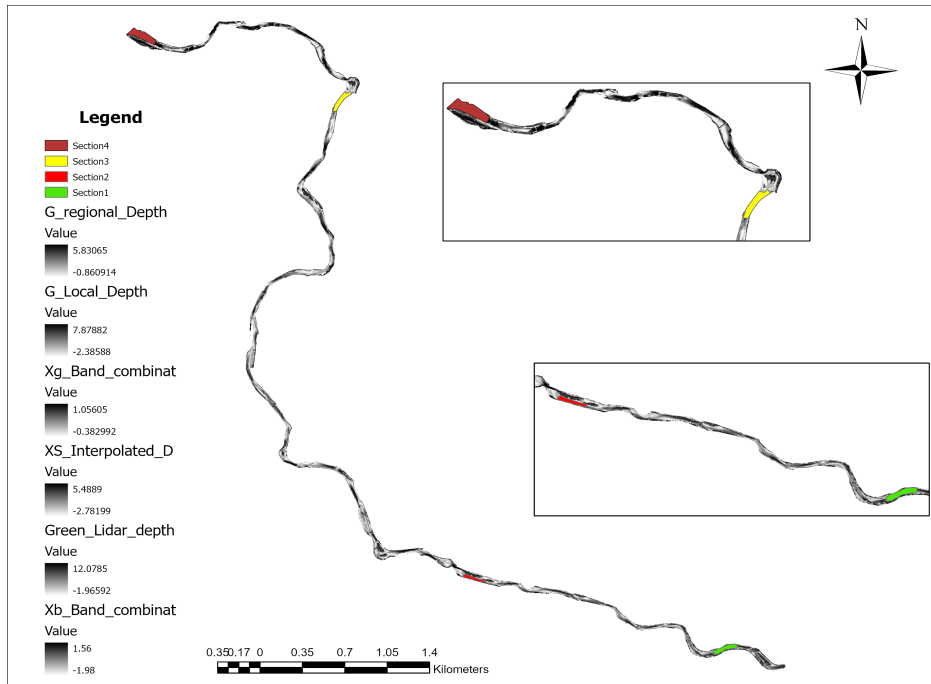 N
Legend
Section4
Section3
Section2
Section1
G_regional_Depth
Value
5.83065
-0.860914
G_Local_Depth
Value
7.87882
-2.38588
Xg_Band_combinat
Value
1.05605
-0.382992
XS_Interpolated_D
Value
5.4889
-2.78199
Green_Lidar_depth
Value
12.0785
-1.96592
Xb_Band_combinat
Value
1.56
-1.98
0.35 0.17 0 0.35 0.7 1.05 1.4
Kilometers